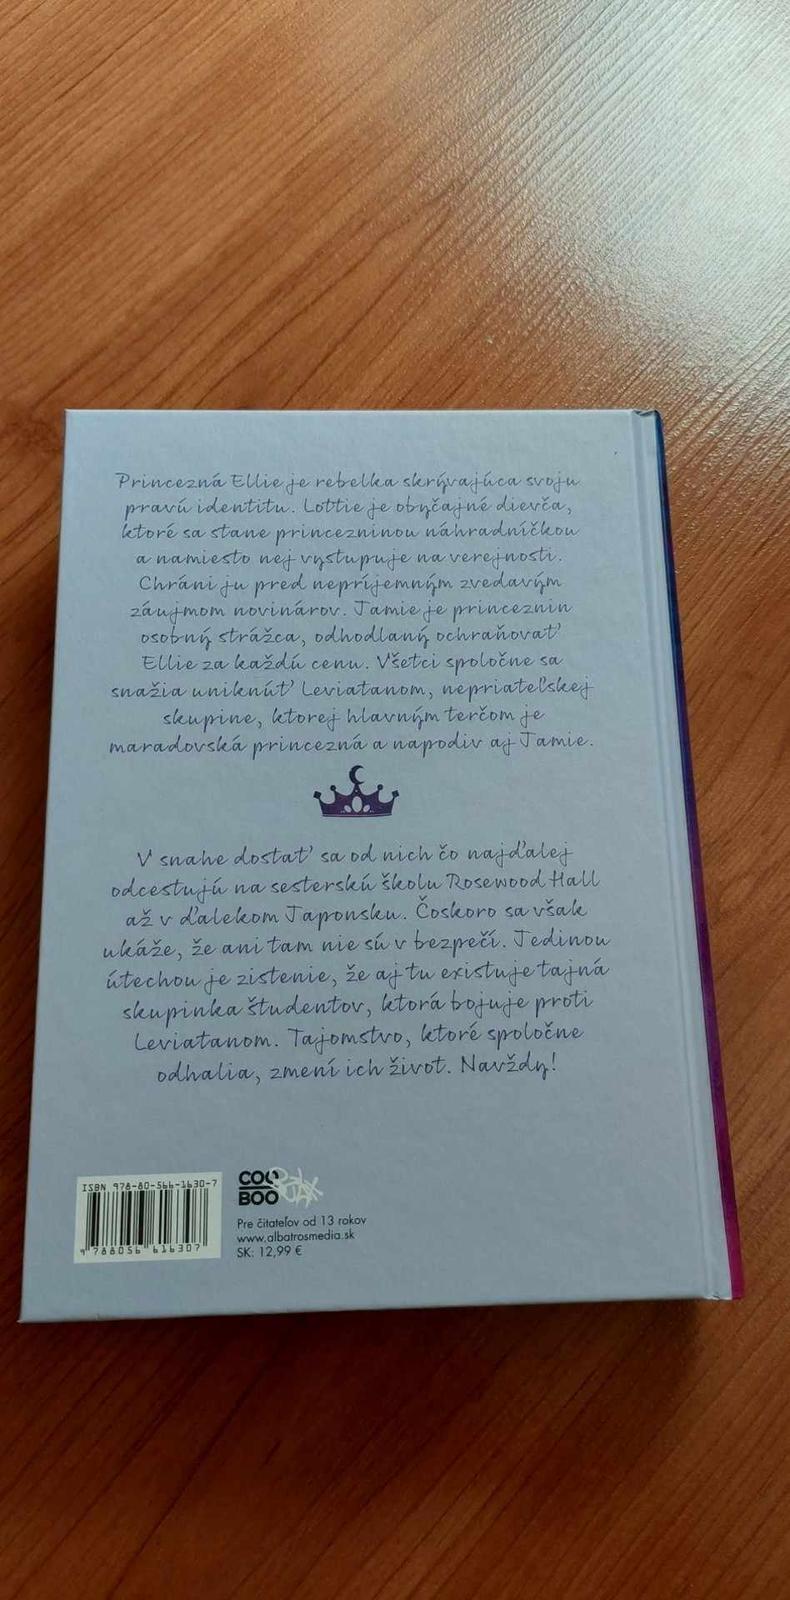 Princezná Ellie je rebelka skrývajúca svoju
pravú identitu. Lottie je obyčajné dievča,
ktoré sa stane princezninou náhradníčkou
a namiesto nej vystupuje na verejnosti.
Chráni ju pred nepríjemným zvedavým
záujmom novinárov. Jamie je princeznin
osobný strážca, odhodlaný ochraňovať
Ellie za každú cenu. Všetci spoločne sa
snažia uniknúť Leviatanom, nepriateľskej
skupine, ktorej hlavným terčom je
maradovská princezná a napodiv aj Jamie.
V snahe dostať sa od nich čo najďalej
odcestujú na sesterskú školu Rosewood Hall
až v ďalekom Japonsku. Čoskoro sa však
ukáže, že ani tam nie sú v bezpečí. Jedinou
útechou je zistenie, že aj tu existuje tajná
skupinka študentov, ktorá bojuje proti
Leviatanom. Tajomstvo, ktoré spoločne
odhalia, zmení ich život. Navždy!
ISBN 978-80-566-1630-7
9 788056 616307
COO
BOO
Pre čitateľov od 13 rokov
www.albatrosmedia.sk
SK: 12,99 €